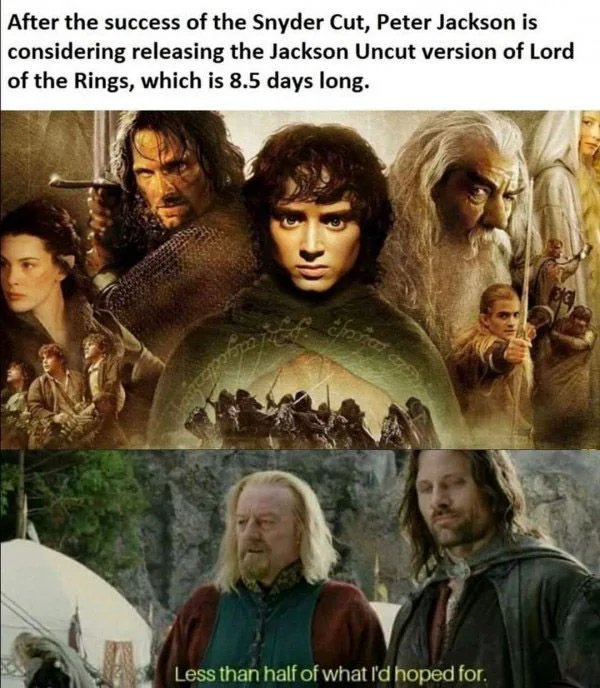 After the success of the Snyder Cut, Peter Jackson is
considering releasing the Jackson Uncut version of Lord
of the Rings, which is 8.5 days long.
Less than half of what I'd hoped for.